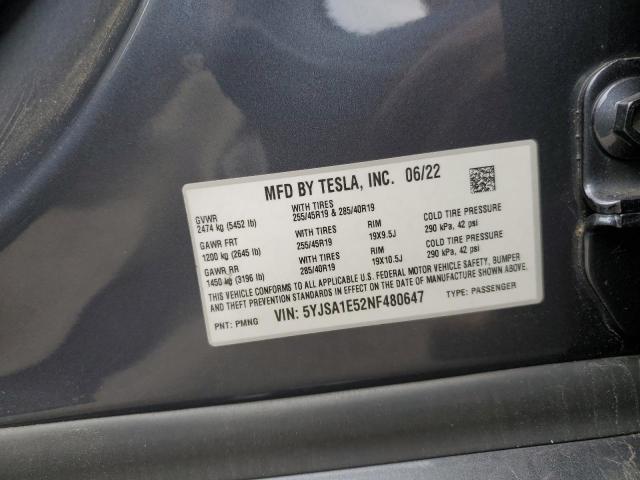 MFD BY TESLA, INC. 06/22
GVWR
2474 kg (5452 lb)
WITH TIRES
255/45R19 & 285/40R19
GAWR FRT
1200 kg (2645 lb)
WITH TIRES
255/45R19
RIM
19X9.5J
COLD TIRE PRESSURE
290 kPa, 42 psi
GAWR RR
1450 kg (3196 lb)
WITH TIRES
285/40R19
RIM
19X10.5J
COLD TIRE PRESSURE
290 kPa, 42 psi
THIS VEHICLE CONFORMS TO ALL APPLICABLE U.S. FEDERAL MOTOR VEHICLE SAFETY, BUMPER
AND THEFT PREVENTION STANDARDS IN EFFECT ON THE DATE OF MANUFACTURE SHOWN ABOVE.
PNT: PMNG
VIN: 5YJSA1E52NF480647
TYPE: PASSENGER